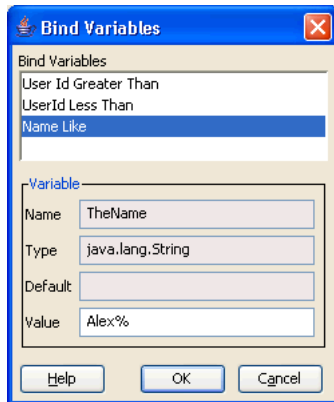 Bind Variables
Bind Variables
User Id Greater Than
UserId Less Than
Name Like
Variable
Name TheName
Type java.lang.String
Default
Value Alex%
Help OK Cancel